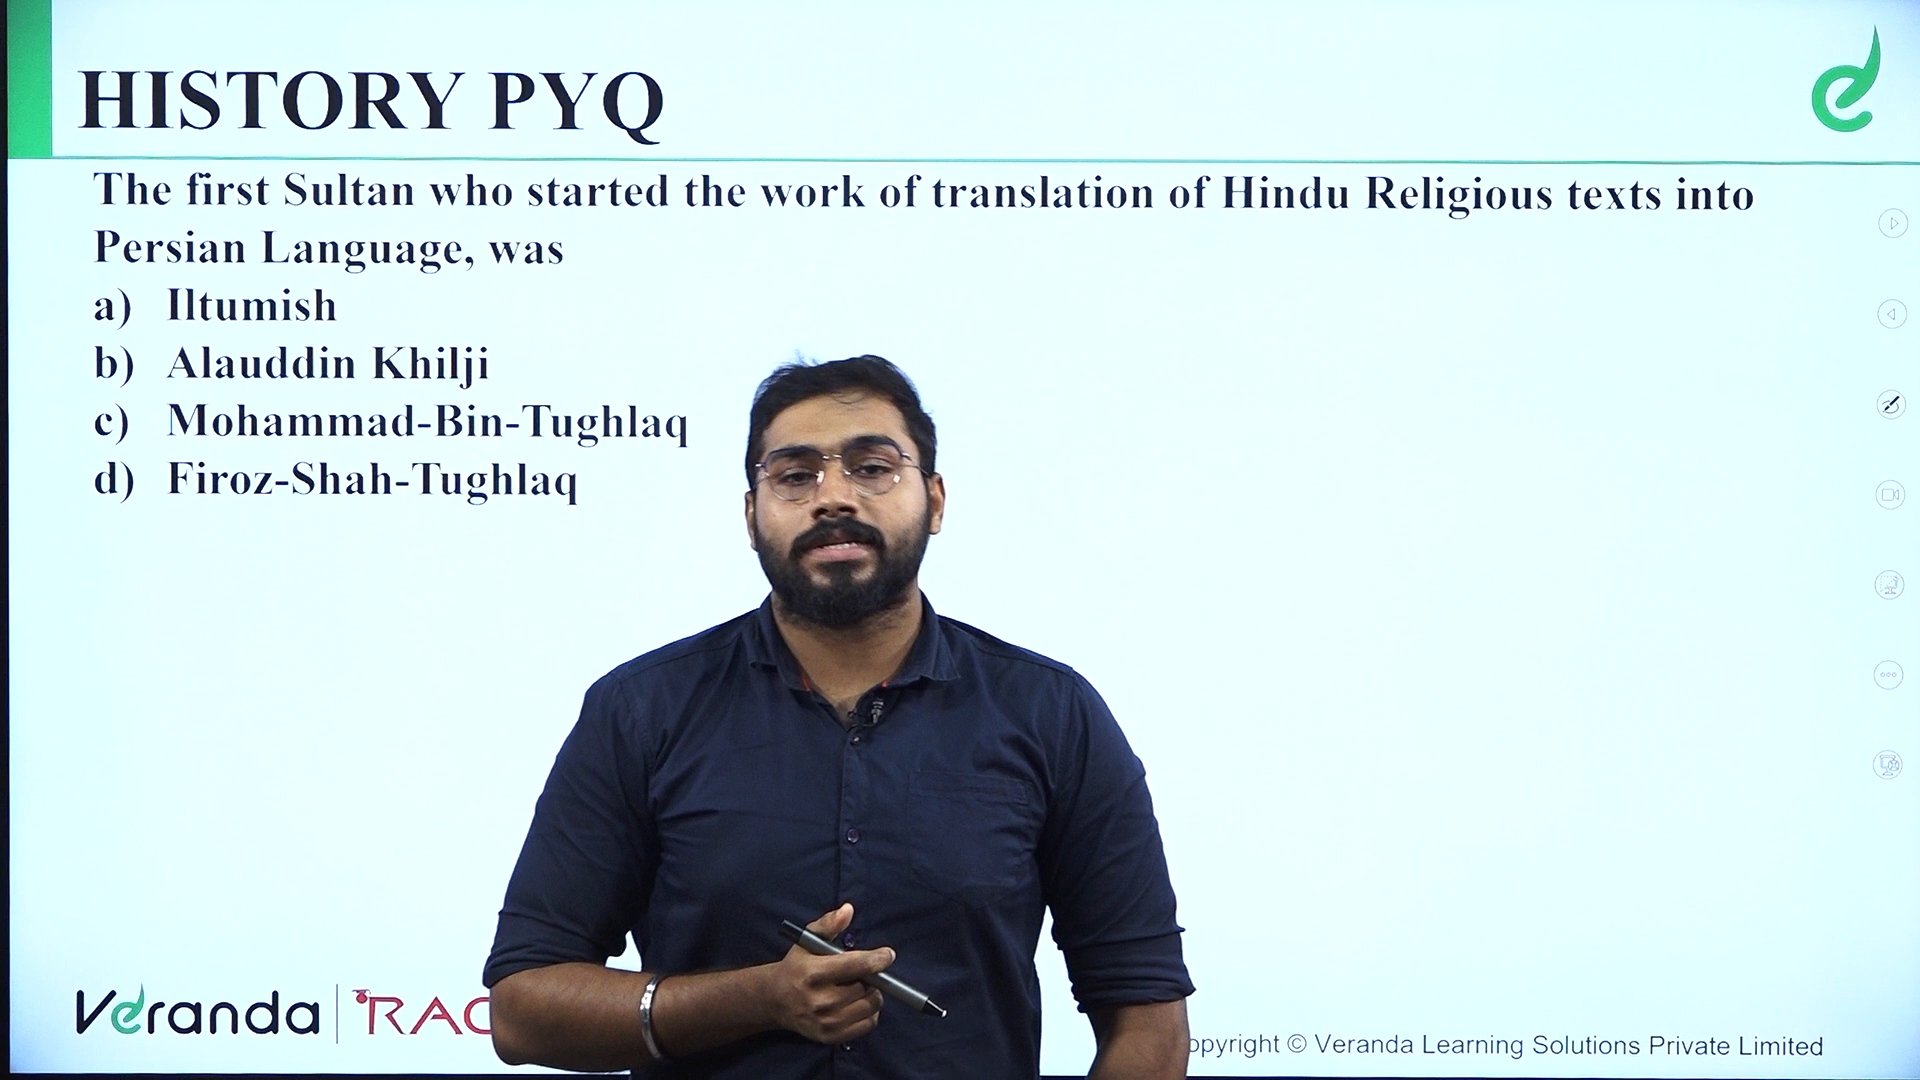 HISTORY PYQ
The first Sultan who started the work of translation of Hindu Religious texts into
Persian Language, was
a) Iltumish
b) Alauddin Khilji
c) Mohammad-Bin-Tughlaq
d) Firoz-Shah-Tughlaq
Veranda RAC
opyright © Veranda Learning Solutions Private Limited